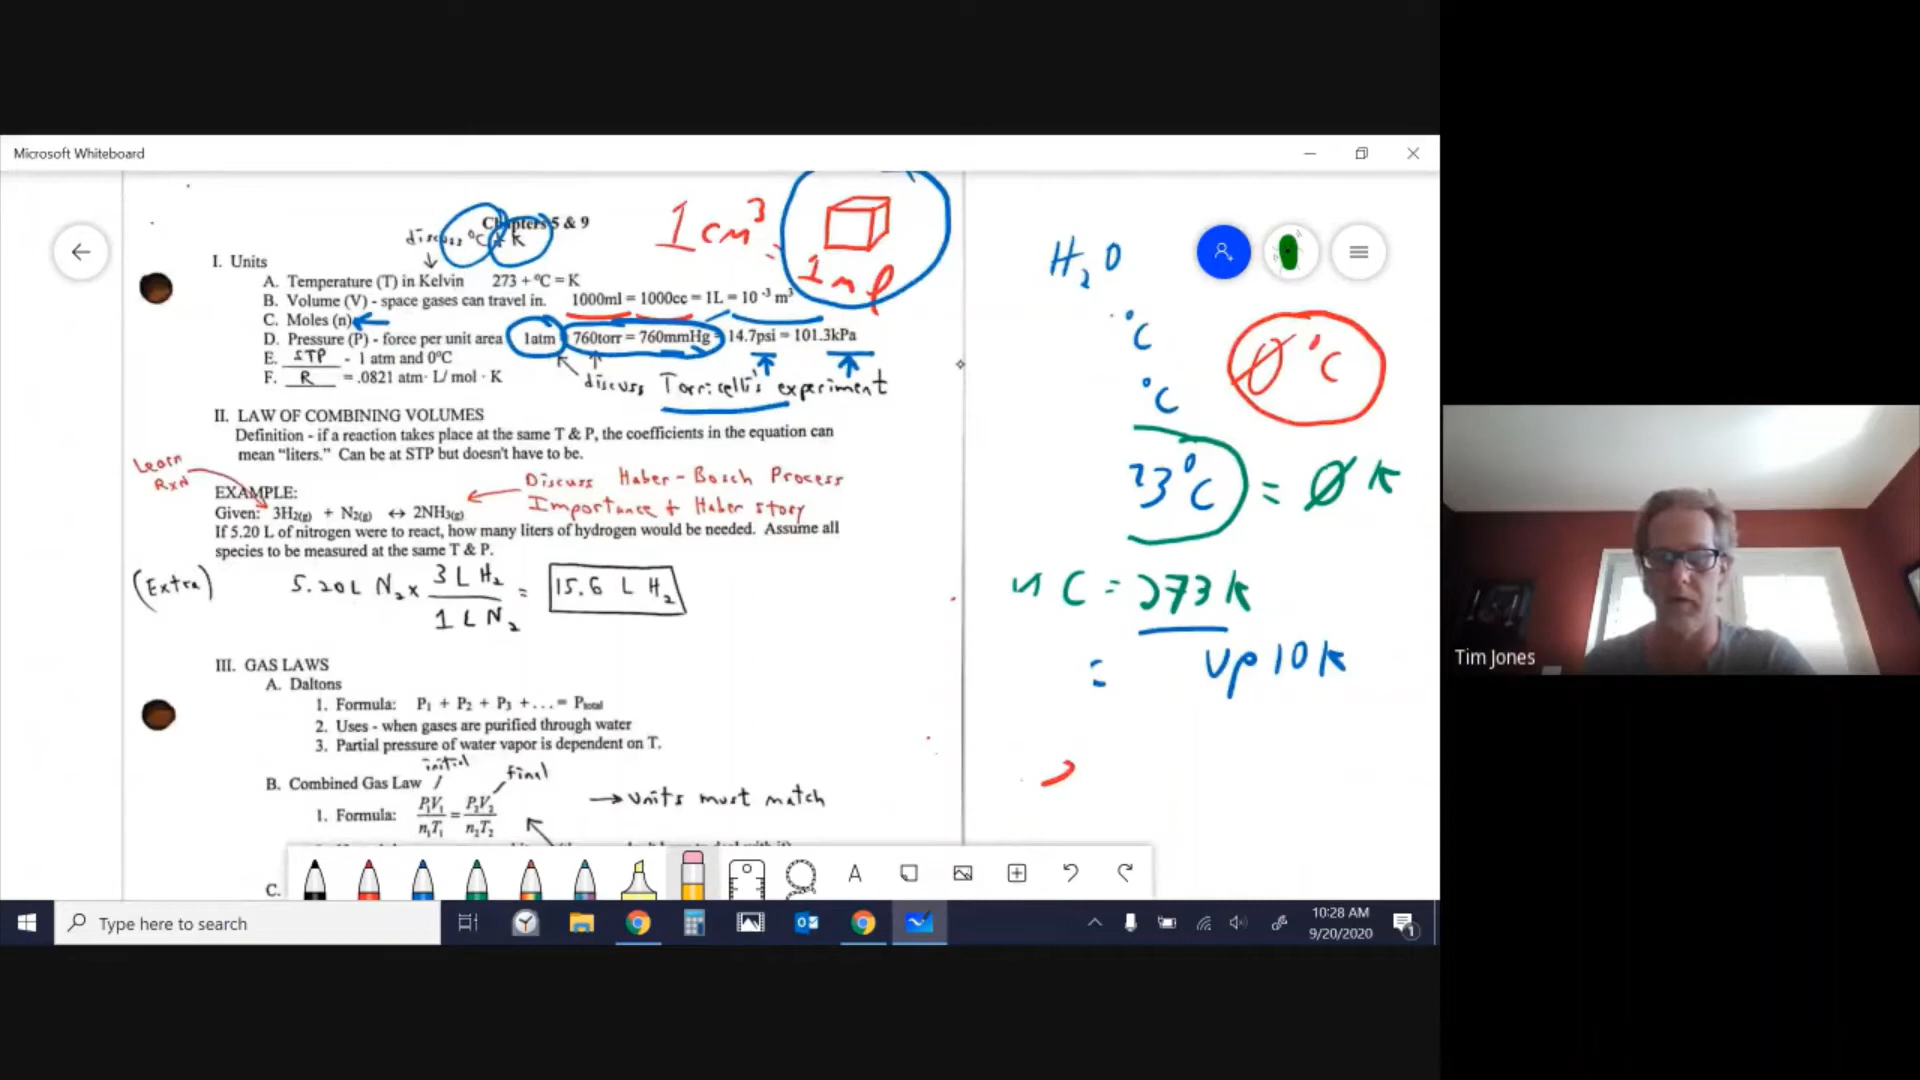 Microsoft Whiteboard
Chapters 5 & 9
discuss °C + K
1 cm³ =
1 ml
I. Units
A. Temperature (T) in Kelvin 273 + ºC = K
B. Volume (V) - space gases can travel in. 1000ml = 1000cc = 1L = 10 -3 m³
C. Moles (n)
D. Pressure (P) - force per unit area 1atm 760torr = 760mmHg 14.7psi = 101.3kPa
E. STP - 1 atm and 0ºC
F. R = .0821 atm· L/ mol · K
discuss Torricelli's experiment
II. LAW OF COMBINING VOLUMES
Definition - if a reaction takes place at the same T & P, the coefficients in the equation can
mean "liters." Can be at STP but doesn't have to be.
Learn
Rxn
Discuss Haber-Bosch Process
Importance + Haber story
EXAMPLE:
Given: 3H2(g) + N2(g) ↔ 2NH3(g)
If 5.20 L of nitrogen were to react, how many liters of hydrogen would be needed. Assume all
species to be measured at the same T & P.
(Extra) 5.20L N₂ x 3 L H₂ / 1 L N₂ = 15.6 L H₂
III. GAS LAWS
A. Daltons
1. Formula: P1 + P2 + P3 +. . . = Ptotal
2. Uses - when gases are purified through water
3. Partial pressure of water vapor is dependent on T.
initial final
B. Combined Gas Law
1. Formula: P1V1 / n1T1 = P2V2 / n2T2
→ units must match
C.
H₂O
°C
°C
0 °C
73°C = 0 K
C = 273 K
= up 10 K
Tim Jones
A
Type here to search
10:28 AM
9/20/2020
1